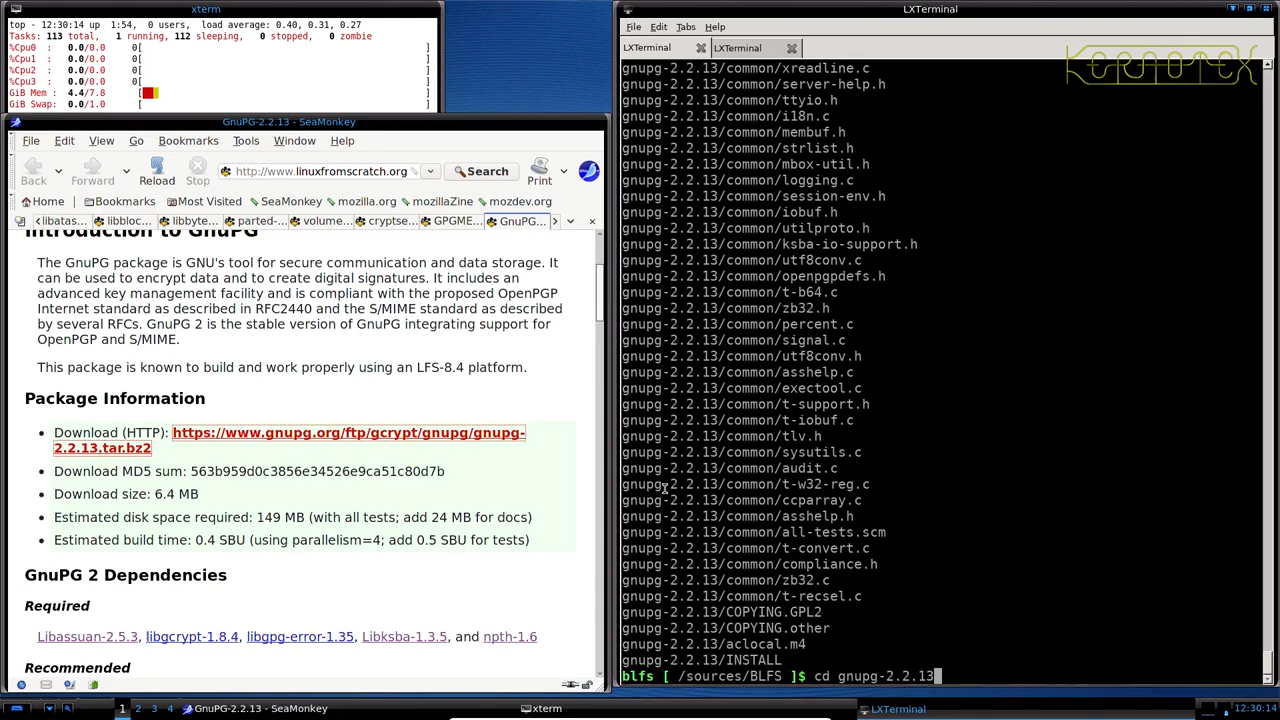 xterm
top - 12:30:14 up  1:54,  0 users,  load average: 0.40, 0.31, 0.27
Tasks: 113 total,   1 running, 112 sleeping,   0 stopped,   0 zombie
%Cpu0  :   0.0/0.0     0[                    ]
%Cpu1  :   0.0/0.0     0[                    ]
%Cpu2  :   0.0/0.0     0[                    ]
%Cpu3  :   0.0/0.0     0[                    ]
GiB Mem :  4.4/7.8      [                    ]
GiB Swap:  0.0/1.0      [                    ]
GnuPG-2.2.13 - SeaMonkey
File Edit View Go Bookmarks Tools Window Help
http://www.linuxfromscratch.org Search
Back Forward Reload Stop Print
Home Bookmarks Most Visited SeaMonkey mozilla.org mozillaZine mozdev.org
libatas... libbloc... libbyte... parted-... volume... cryptse... GPGME... GnuPG...
Introduction to GnuPG
The GnuPG package is GNU's tool for secure communication and data storage. It
can be used to encrypt data and to create digital signatures. It includes an
advanced key management facility and is compliant with the proposed OpenPGP
Internet standard as described in RFC2440 and the S/MIME standard as described
by several RFCs. GnuPG 2 is the stable version of GnuPG integrating support for
OpenPGP and S/MIME.
This package is known to build and work properly using an LFS-8.4 platform.
Package Information
• Download (HTTP): https://www.gnupg.org/ftp/gcrypt/gnupg/gnupg-
2.2.13.tar.bz2
• Download MD5 sum: 563b959d0c3856e34526e9ca51c80d7b
• Download size: 6.4 MB
• Estimated disk space required: 149 MB (with all tests; add 24 MB for docs)
• Estimated build time: 0.4 SBU (using parallelism=4; add 0.5 SBU for tests)
GnuPG 2 Dependencies
Required
Libassuan-2.5.3, libgcrypt-1.8.4, libgpg-error-1.35, Libksba-1.3.5, and npth-1.6
Recommended
LXTerminal
File Edit Tabs Help
LXTerminal LXTerminal
KERNOTEX
gnupg-2.2.13/common/xreadline.c
gnupg-2.2.13/common/server-help.h
gnupg-2.2.13/common/ttyio.h
gnupg-2.2.13/common/i18n.c
gnupg-2.2.13/common/membuf.h
gnupg-2.2.13/common/strlist.h
gnupg-2.2.13/common/mbox-util.h
gnupg-2.2.13/common/logging.c
gnupg-2.2.13/common/session-env.h
gnupg-2.2.13/common/iobuf.h
gnupg-2.2.13/common/utilproto.h
gnupg-2.2.13/common/ksba-io-support.h
gnupg-2.2.13/common/utf8conv.c
gnupg-2.2.13/common/openpgpdefs.h
gnupg-2.2.13/common/t-b64.c
gnupg-2.2.13/common/zb32.h
gnupg-2.2.13/common/percent.c
gnupg-2.2.13/common/signal.c
gnupg-2.2.13/common/utf8conv.h
gnupg-2.2.13/common/asshelp.c
gnupg-2.2.13/common/exectool.c
gnupg-2.2.13/common/t-support.h
gnupg-2.2.13/common/t-iobuf.c
gnupg-2.2.13/common/tlv.h
gnupg-2.2.13/common/sysutils.c
gnupg-2.2.13/common/audit.c
gnupg-2.2.13/common/t-w32-reg.c
gnupg-2.2.13/common/ccparray.c
gnupg-2.2.13/common/asshelp.h
gnupg-2.2.13/common/all-tests.scm
gnupg-2.2.13/common/t-convert.c
gnupg-2.2.13/common/compliance.h
gnupg-2.2.13/common/zb32.c
gnupg-2.2.13/common/t-recsel.c
gnupg-2.2.13/COPYING.GPL2
gnupg-2.2.13/COPYING.other
gnupg-2.2.13/aclocal.m4
gnupg-2.2.13/INSTALL
blfs [ /sources/BLFS ]$ cd gnupg-2.2.13
1 2 3 4 GnuPG-2.2.13 - SeaMonkey xterm LXTerminal 12:30:14